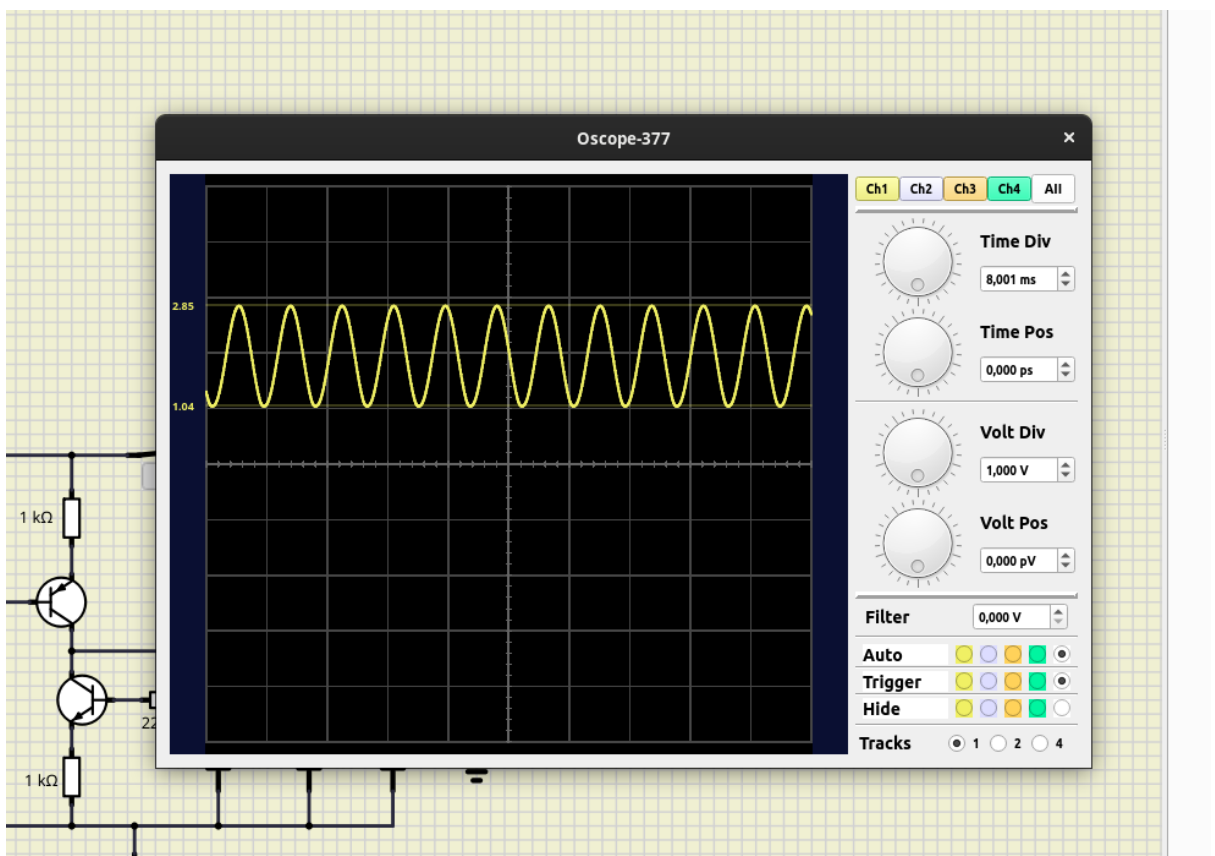 Oscope-377
×
Ch1 Ch2 Ch3 Ch4 All
Time Div
8,001 ms
2.85
Time Pos
0,000 ps
1.04
Volt Div
1,000 V
1 kΩ
Volt Pos
0,000 pV
Filter 0,000 V
Auto
Trigger
Hide
22
Tracks 1 2 4
1 kΩ